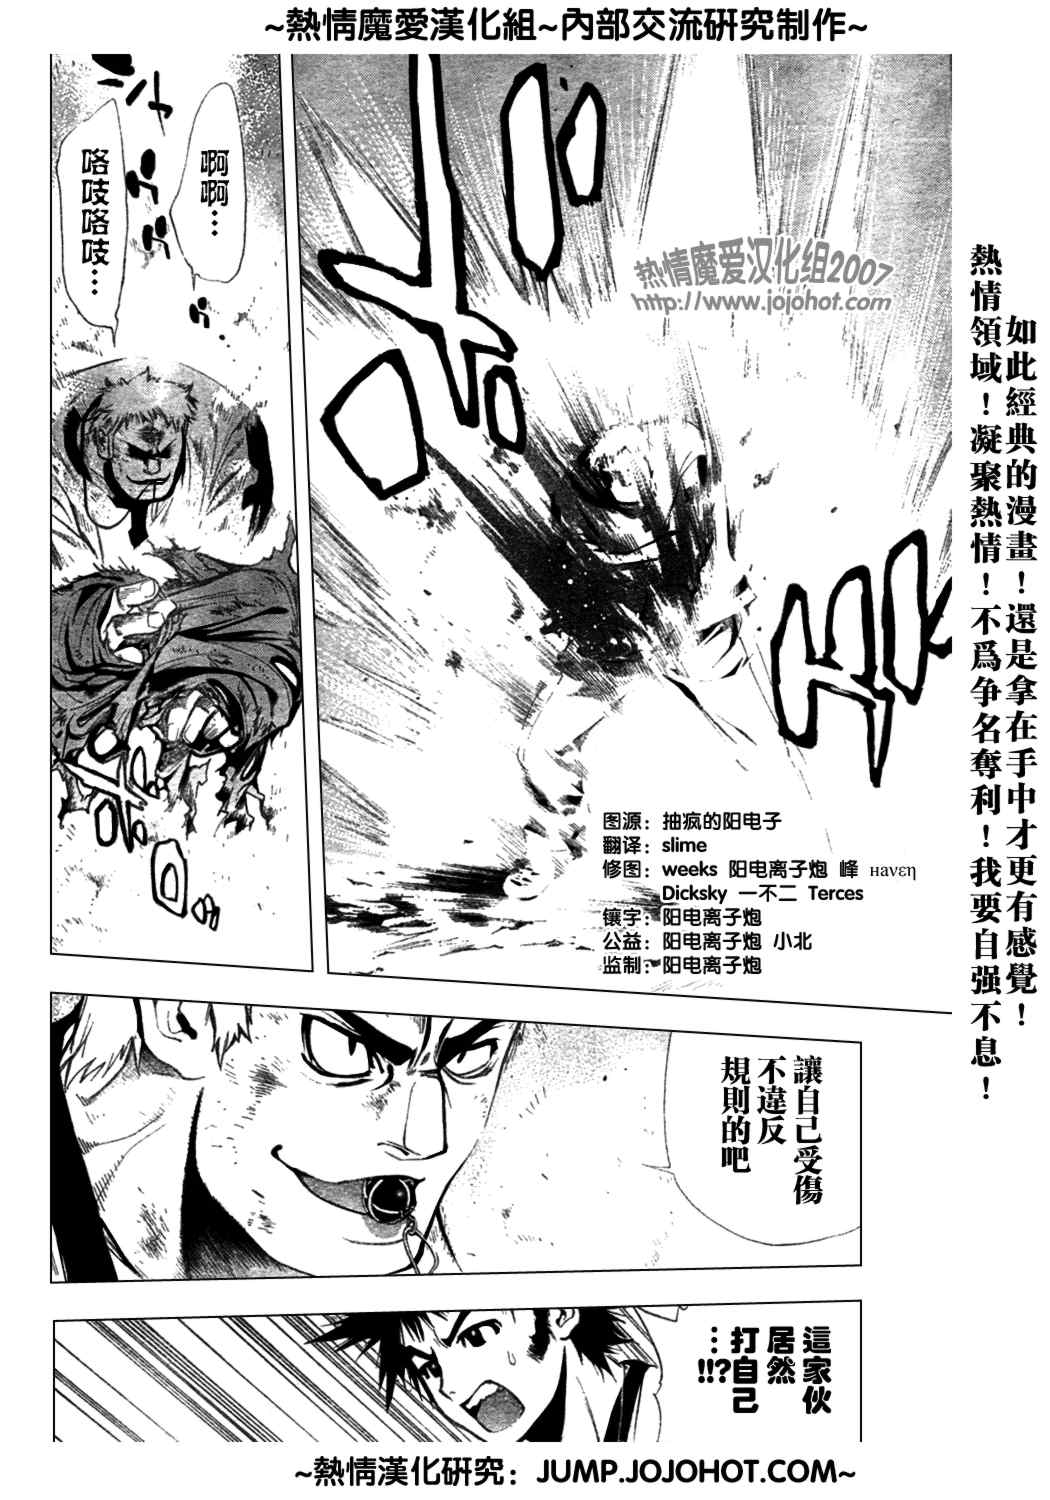 ~熱情魔愛漢化組~內部交流研究制作~
熱情魔爱汉化组2007
http://www.jojohot.com
如此經典的漫畫！還是拿在手中才更有感覺！
熱情領域！凝聚熱情！不爲争名奪利！我要自强不息！
啊啊…
咯吱咯吱…
图源：抽疯的阳电子
翻译：slime
修图：weeks 阳电离子炮 峰 нavεη
Dicksky 一不二 Terces
镶字：阳电离子炮
公益：阳电离子炮 小北
监制：阳电离子炮
讓自己受傷
不違反
規則的吧
這家伙
居然
打自己
…!!?
~熱情漢化研究：JUMP.JOJOHOT.COM~